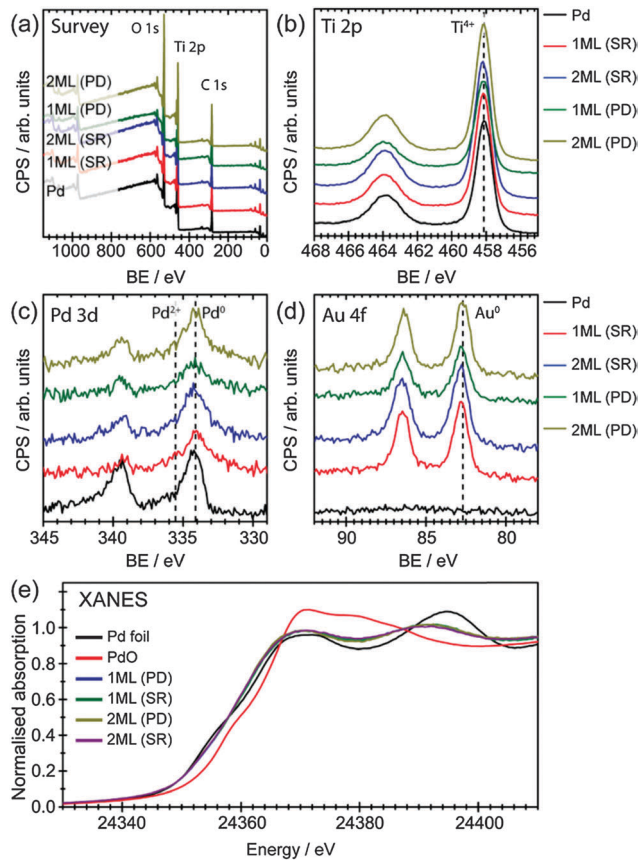 (a) Survey
O 1s
Ti 2p
C 1s
2ML (PD)
1ML (PD)
2ML (SR)
1ML (SR)
Pd
CPS / arb. units
1000 800 600 400 200 0
BE / eV
(b) Ti 2p
Ti4+
CPS / arb. units
468 466 464 462 460 458 456
BE / eV
Pd
1ML (SR)
2ML (SR)
1ML (PD)
2ML (PD)
(c) Pd 3d
Pd2+ Pd0
CPS / arb. units
345 340 335 330
BE / eV
(d) Au 4f
Au0
CPS / arb. units
90 85 80
BE / eV
Pd
1ML (SR)
2ML (SR)
1ML (PD)
2ML (PD)
(e) XANES
Pd foil
PdO
1ML (PD)
1ML (SR)
2ML (PD)
2ML (SR)
Normalised absorption
1.0
0.8
0.6
0.4
0.2
0.0
24340 24360 24380 24400
Energy / eV